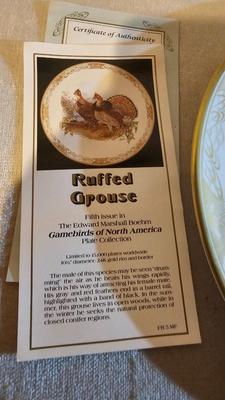 Certificate of Authenticity
Ruffed
Grouse
Fifth issue in
The Edward Marshall Boehm
Gamebirds of North America
Plate Collection
Limited to 15,000 plates worldwide
10½" diameter. 24K gold rim and border
The male of this species may be seen "drum-
ming" the air as he beats his wings rapidly,
which is his way of attracting his female mate.
His gray and red feathers end in a barrel tail,
highlighted with a band of black. In the sum-
mer, this grouse lives in open woods, while in
the winter he seeks the natural protection of
closed conifer regions.